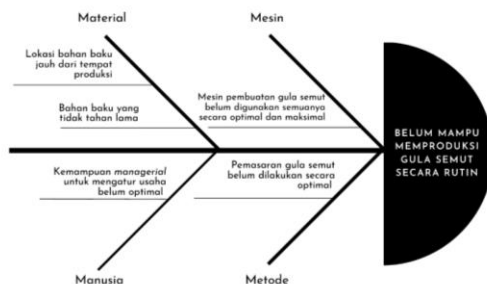 Material
Mesin
Lokasi bahan baku
jauh dari tempat
produksi
Bahan baku yang
tidak tahan lama
Mesin pembuatan gula semut
belum digunakan semuanya
secara optimal dan maksimal
BELUM MAMPU
MEMPRODUKSI
GULA SEMUT
SECARA RUTIN
Kemampuan managerial
untuk mengatur usaha
belum optimal
Pemasaran gula semut
belum dilakukan secara
optimal
Manusia
Metode